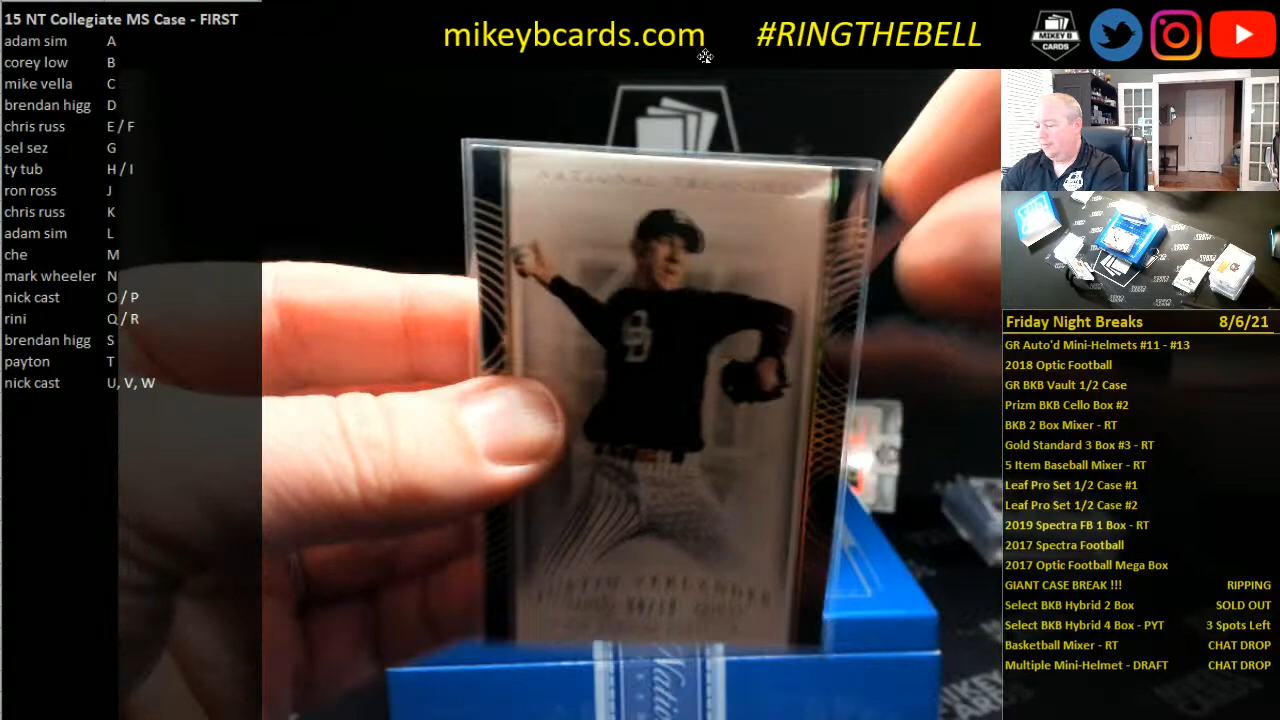 15 NT Collegiate MS Case - FIRST
adam sim A
corey low B
mike vella C
brendan higg D
chris russ E / F
sel sez G
ty tub H / I
ron ross J
chris russ K
adam sim L
che M
mark wheeler N
nick cast O / P
rini Q / R
brendan higg S
payton T
nick cast U, V, W
mikeybcards.com #RINGTHEBELL
MIKEY B
CARDS
NATIONAL TREASURES
JUSTIN VERLANDER
Natio
Friday Night Breaks 8/6/21
GR Auto'd Mini-Helmets #11 - #13
2018 Optic Football
GR BKB Vault 1/2 Case
Prizm BKB Cello Box #2
BKB 2 Box Mixer - RT
Gold Standard 3 Box #3 - RT
5 Item Baseball Mixer - RT
Leaf Pro Set 1/2 Case #1
Leaf Pro Set 1/2 Case #2
2019 Spectra FB 1 Box - RT
2017 Spectra Football
2017 Optic Football Mega Box
GIANT CASE BREAK !!! RIPPING
Select BKB Hybrid 2 Box SOLD OUT
Select BKB Hybrid 4 Box - PYT 3 Spots Left
Basketball Mixer - RT CHAT DROP
Multiple Mini-Helmet - DRAFT CHAT DROP